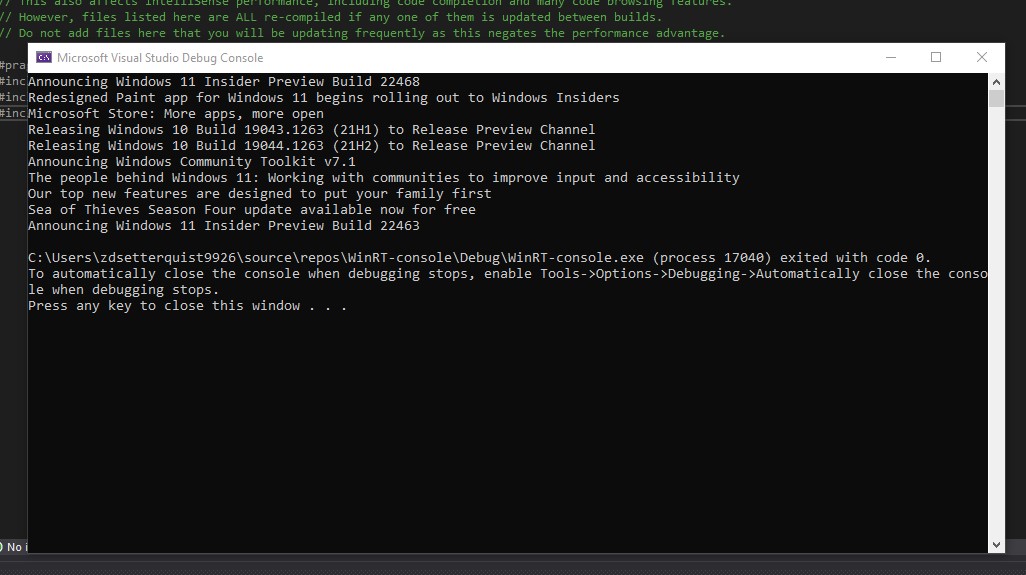 // This also affects IntelliSense performance, including code completion and many code browsing features.
// However, files listed here are ALL re-compiled if any one of them is updated between builds.
// Do not add files here that you will be updating frequently as this negates the performance advantage.
Microsoft Visual Studio Debug Console
#pra
#inc
#inc
#inc
Announcing Windows 11 Insider Preview Build 22468
Redesigned Paint app for Windows 11 begins rolling out to Windows Insiders
Microsoft Store: More apps, more open
Releasing Windows 10 Build 19043.1263 (21H1) to Release Preview Channel
Releasing Windows 10 Build 19044.1263 (21H2) to Release Preview Channel
Announcing Windows Community Toolkit v7.1
The people behind Windows 11: Working with communities to improve input and accessibility
Our top new features are designed to put your family first
Sea of Thieves Season Four update available now for free
Announcing Windows 11 Insider Preview Build 22463
C:\Users\zdsetterquist9926\source\repos\WinRT-console\Debug\WinRT-console.exe (process 17040) exited with code 0.
To automatically close the console when debugging stops, enable Tools->Options->Debugging->Automatically close the conso
le when debugging stops.
Press any key to close this window . . .
No i